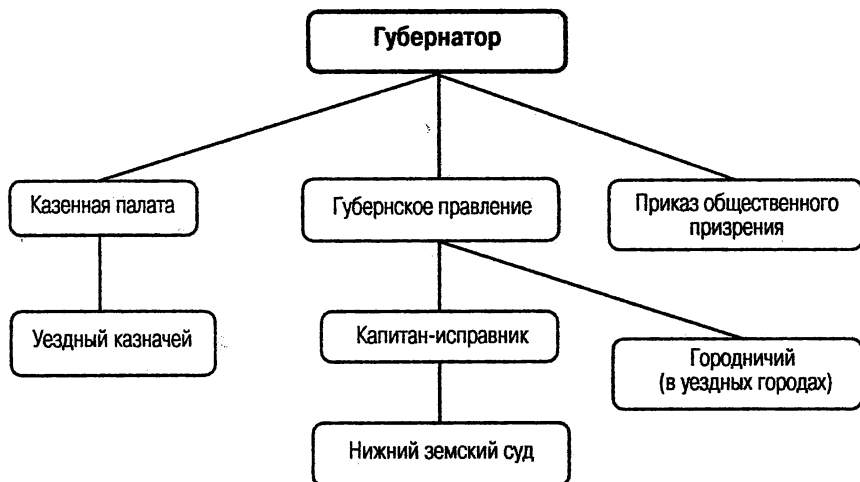 Губернатор
Казенная палата
Губернское правление
Приказ общественного
призрения
Уездный казначей
Капитан-исправник
Городничий
(в уездных городах)
Нижний земский суд